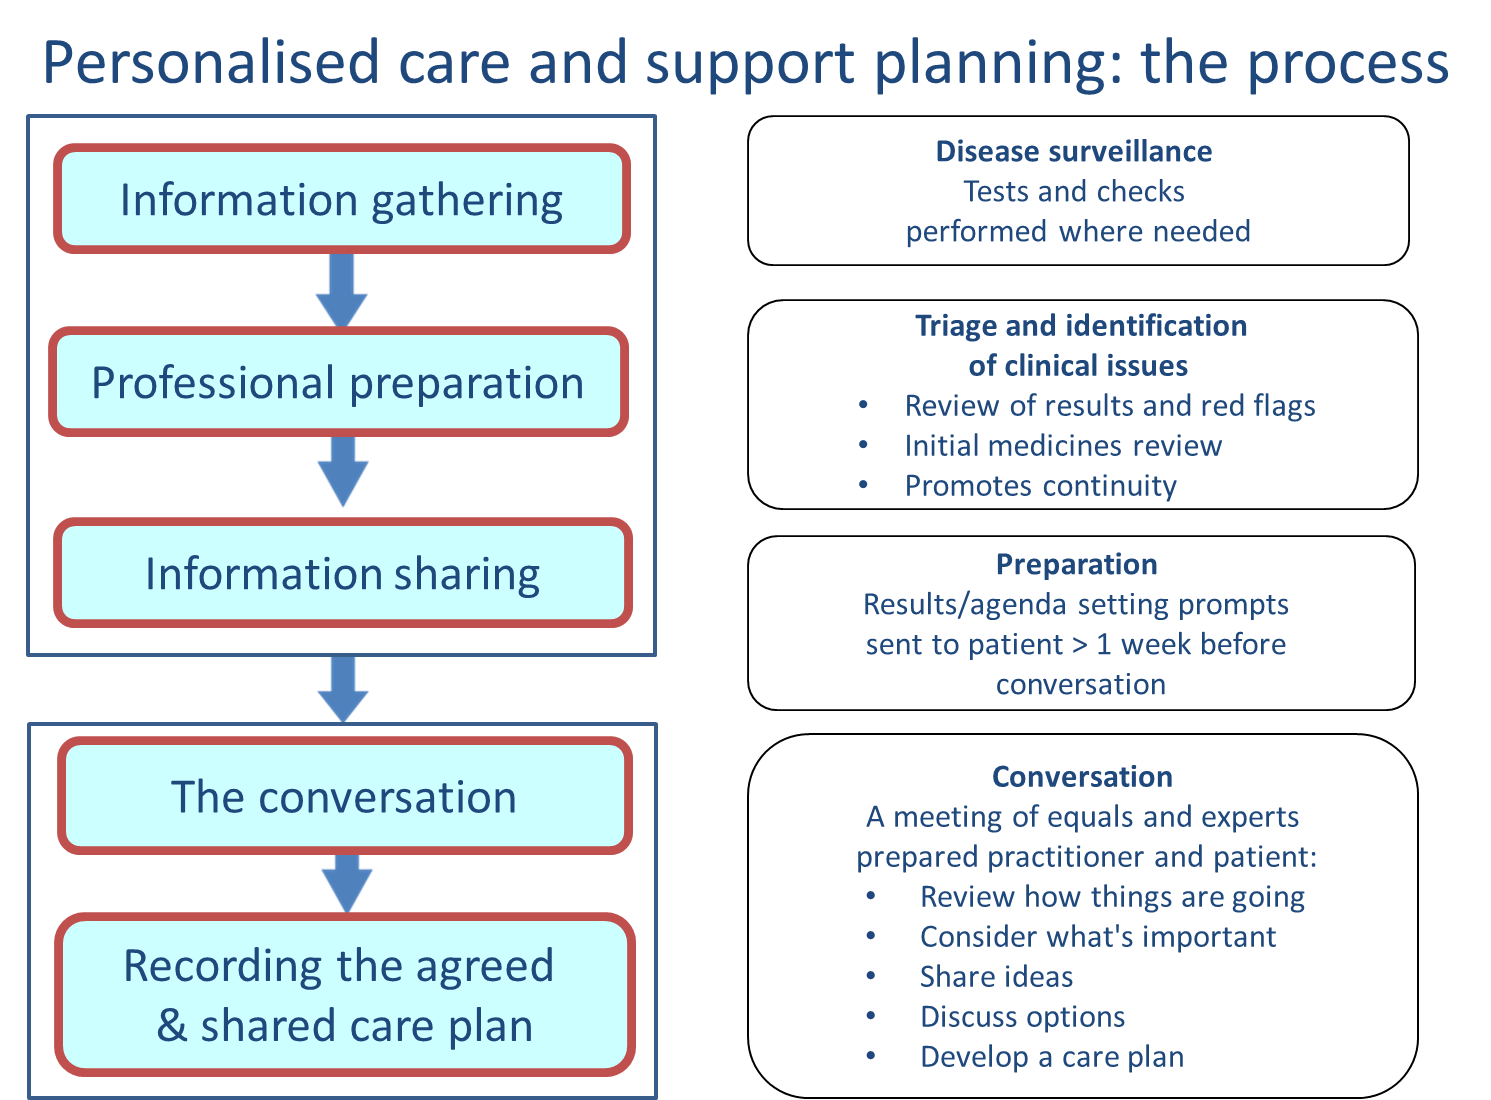 Personalised care and support planning: the process
Information gathering
Professional preparation
Information sharing
The conversation
Recording the agreed
& shared care plan
Disease surveillance
Tests and checks
performed where needed
Triage and identification
of clinical issues
• Review of results and red flags
• Initial medicines review
• Promotes continuity
Preparation
Results/agenda setting prompts
sent to patient > 1 week before
conversation
Conversation
A meeting of equals and experts
prepared practitioner and patient:
• Review how things are going
• Consider what's important
• Share ideas
• Discuss options
• Develop a care plan